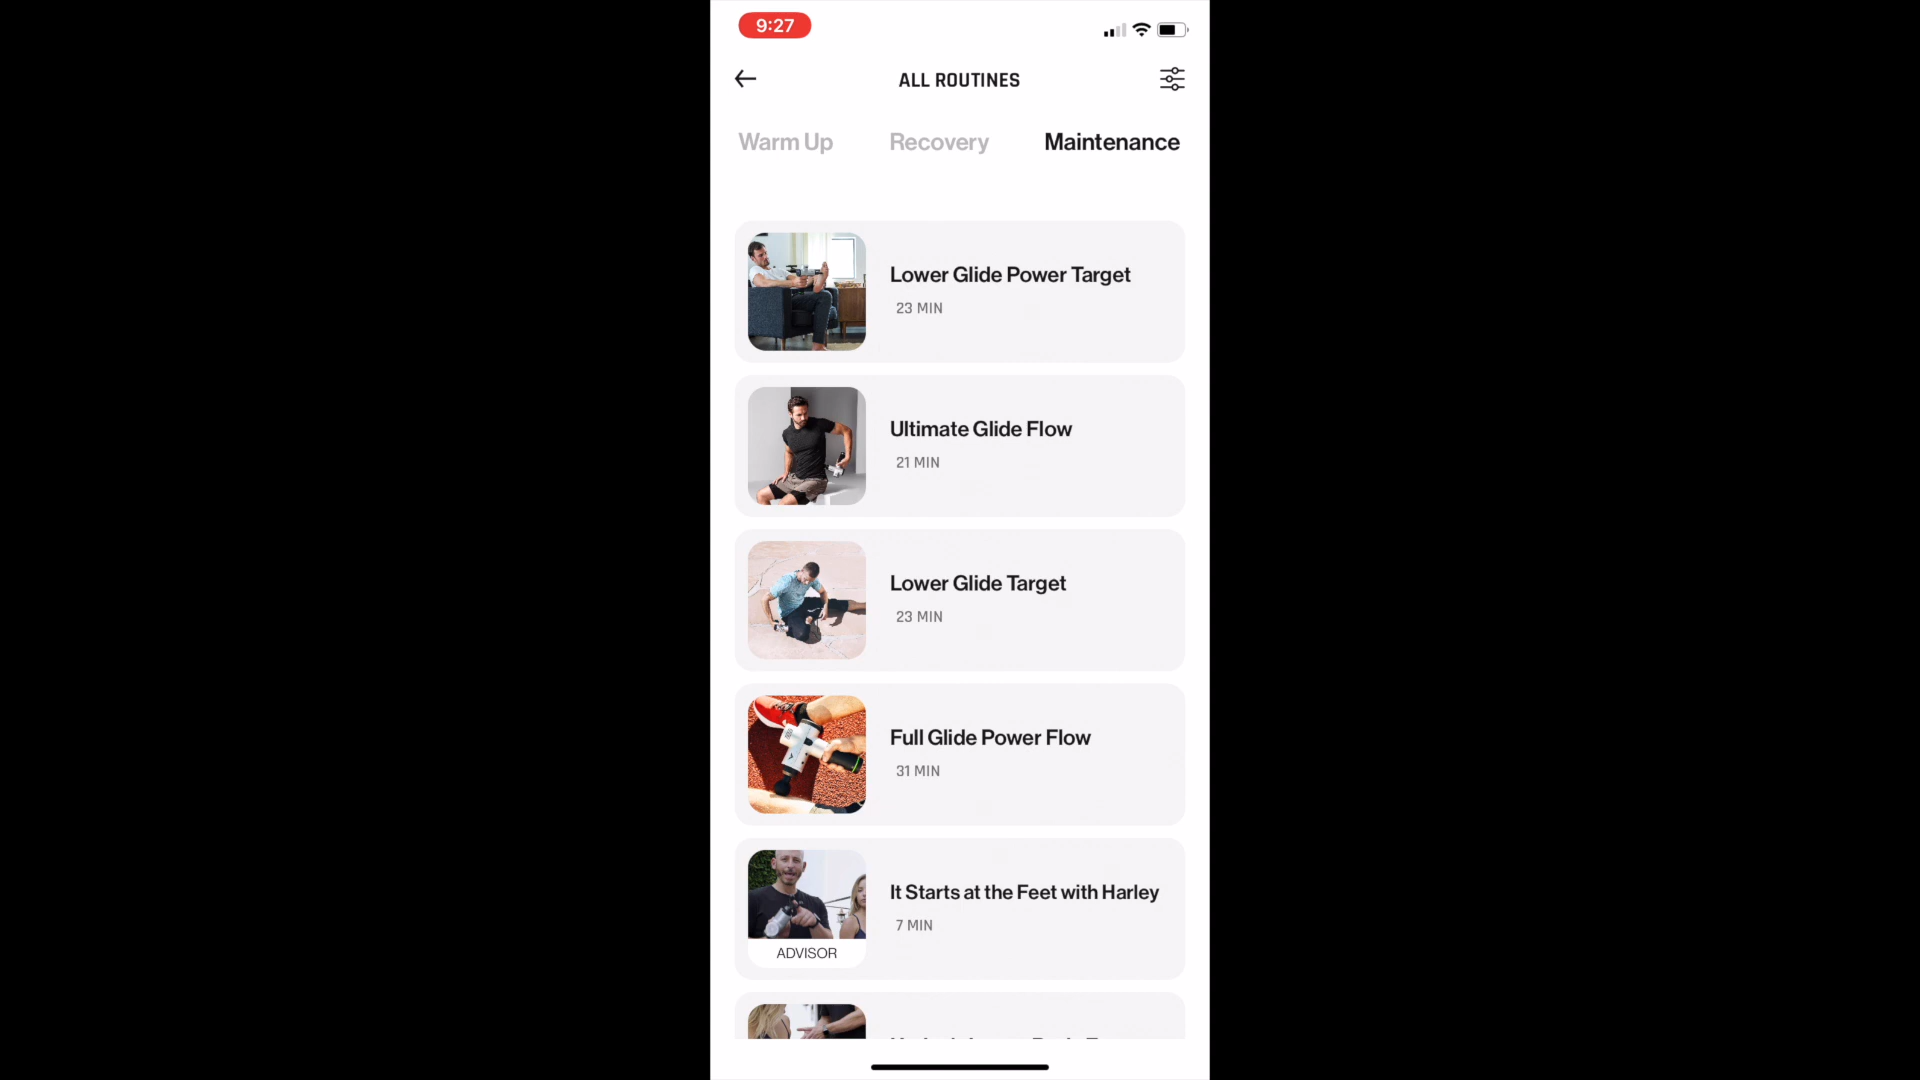 9:27
ALL ROUTINES
Warm Up
Recovery
Maintenance
Lower Glide Power Target
23 MIN
Ultimate Glide Flow
21 MIN
Lower Glide Target
23 MIN
Full Glide Power Flow
31 MIN
It Starts at the Feet with Harley
7 MIN
ADVISOR